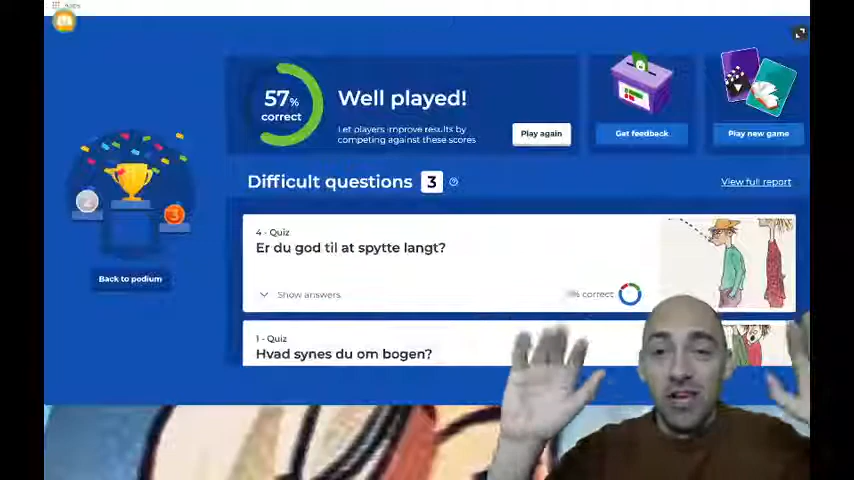 57%
correct
Well played!
Let players improve results by
competing against these scores
Play again
Get feedback
Play new game
2
3
Back to podium
Difficult questions 3
View full report
4 - Quiz
Er du god til at spytte langt?
Show answers
% correct
1 - Quiz
Hvad synes du om bogen?